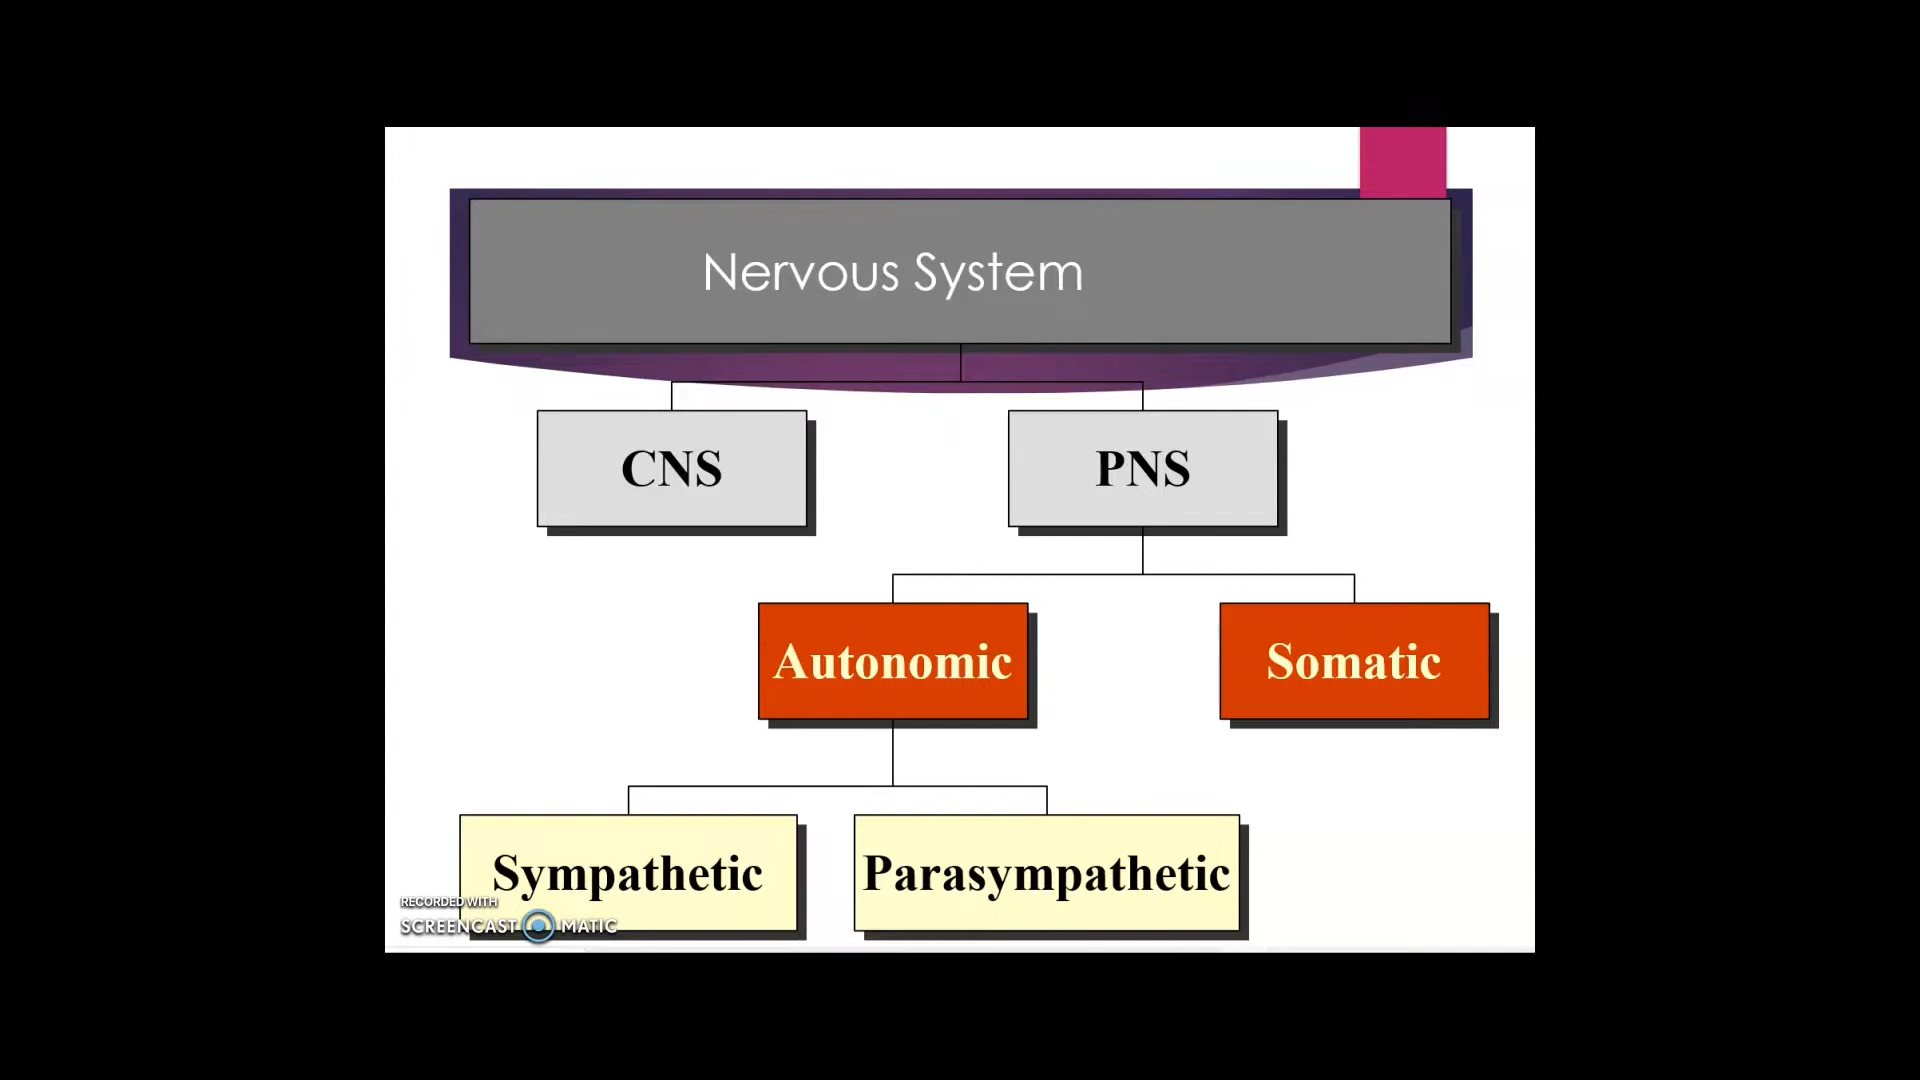 Nervous System
CNS
PNS
Autonomic
Somatic
Sympathetic
Parasympathetic
RECORDED WITH
SCREENCAST MATIC